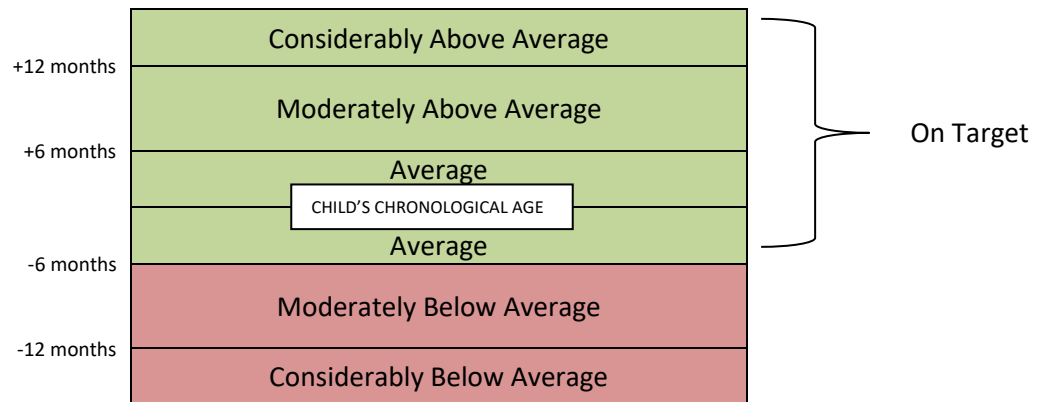 Considerably Above Average
+12 months
Moderately Above Average
+6 months
Average
On Target
CHILD'S CHRONOLOGICAL AGE
Average
-6 months
Moderately Below Average
-12 months
Considerably Below Average